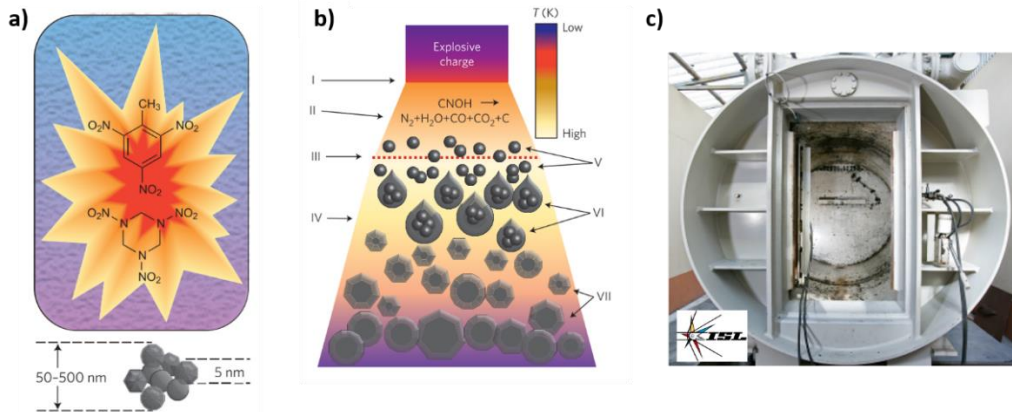 a)
CH₃
O₂N
NO₂
NO₂
NO₂
N
N
N
NO₂
NO₂
50–500 nm
5 nm
b)
T (K)
Low
High
Explosive
charge
I
II
CNOH
N₂+H₂O+CO+CO₂+C
III
IV
V
VI
VII
c)
ISL